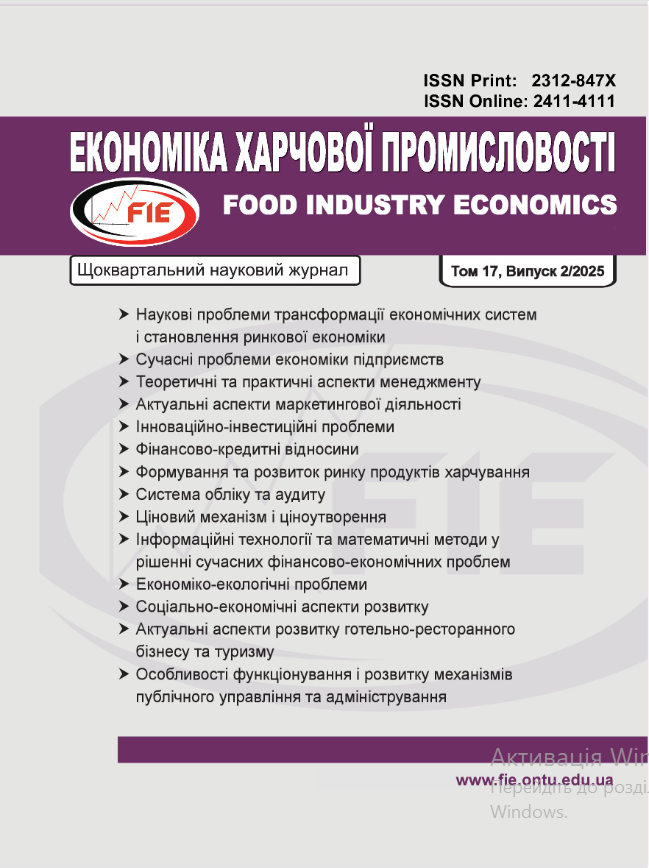 ISSN Print: 2312-847X
ISSN Online: 2411-4111
ЕКОНОМІКА ХАРЧОВОЇ ПРОМИСЛОВОСТІ
FIE
FOOD INDUSTRY ECONOMICS
Щоквартальний науковий журнал
Том 17, Випуск 2/2025
Наукові проблеми трансформації економічних систем
і становлення ринкової економіки
Сучасні проблеми економіки підприємств
Теоретичні та практичні аспекти менеджменту
Актуальні аспекти маркетингової діяльності
Інноваційно-інвестиційні проблеми
Фінансово-кредитні відносини
Формування та розвиток ринку продуктів харчування
Система обліку та аудиту
Ціновий механізм і ціноутворення
Інформаційні технології та математичні методи у
рішенні сучасних фінансово-економічних проблем
Економіко-екологічні проблеми
Соціально-економічні аспекти розвитку
Актуальні аспекти розвитку готельно-ресторанного
бізнесу та туризму
Особливості функціонування і розвитку механізмів
публічного управління та адміністрування
FIE
Активація Win
www.fie.ontu.edu.ua
Перейдіть до розді
Windows.